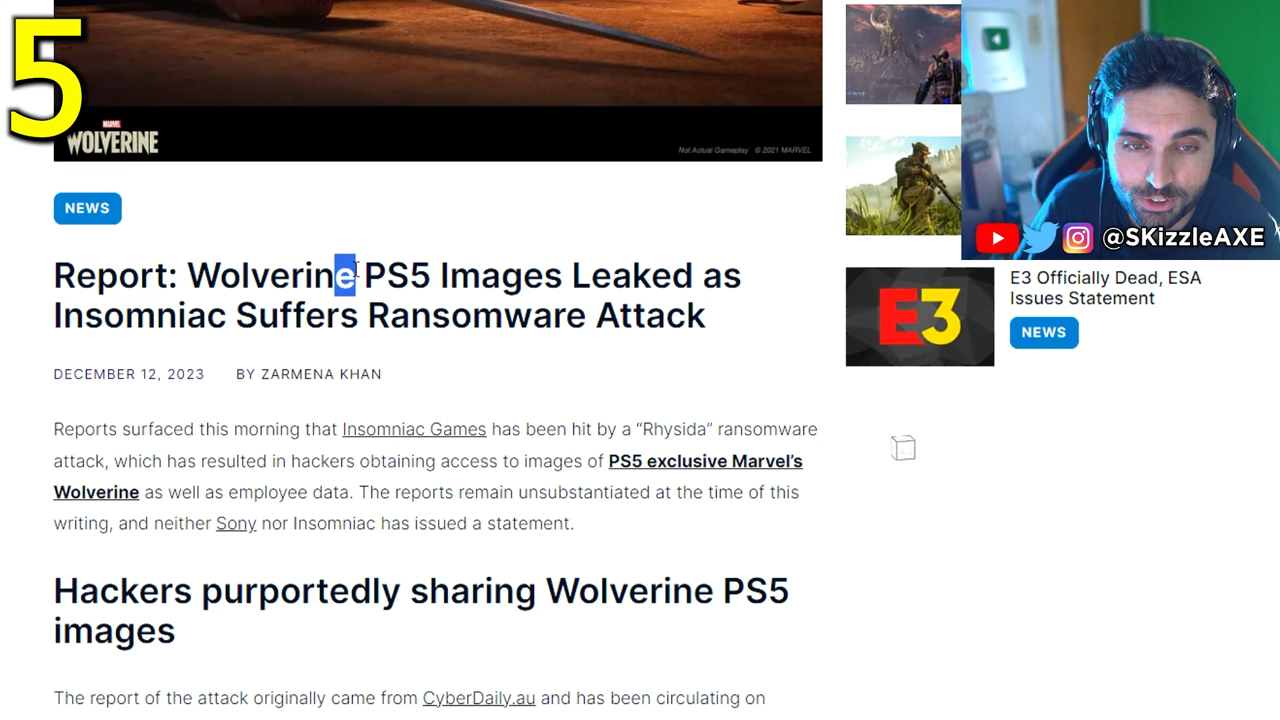 5
MARVEL
WOLVERINE
Not Actual Gameplay © 2021 MARVEL
NEWS
Report: Wolverine PS5 Images Leaked as
Insomniac Suffers Ransomware Attack
DECEMBER 12, 2023 BY ZARMENA KHAN
Reports surfaced this morning that Insomniac Games has been hit by a “Rhysida” ransomware
attack, which has resulted in hackers obtaining access to images of PS5 exclusive Marvel’s
Wolverine as well as employee data. The reports remain unsubstantiated at the time of this
writing, and neither Sony nor Insomniac has issued a statement.
Hackers purportedly sharing Wolverine PS5
images
The report of the attack originally came from CyberDaily.au and has been circulating on
@SKizzleAXE
E3
E3 Officially Dead, ESA
Issues Statement
NEWS